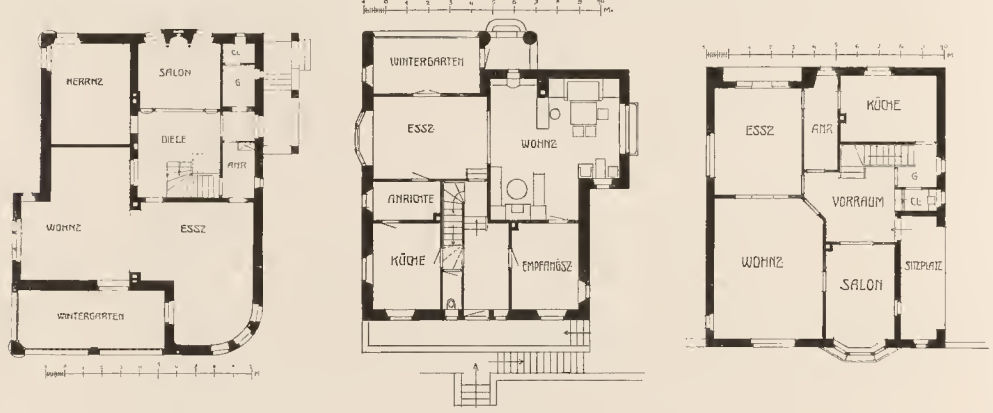 HERRNZ
SALON
CL
G
DIELE
ANR
WOHNZ
ESSZ
WINTERGARTEN
M
M.
WINTERGARTEN
ESSZ
WOHNZ
ANRICHTE
KÜCHE
EMPFANGSZ
M
ESSZ
ANR
KÜCHE
G
CL
VORRAUM
WOHNZ
SALON
SITZPLATZ